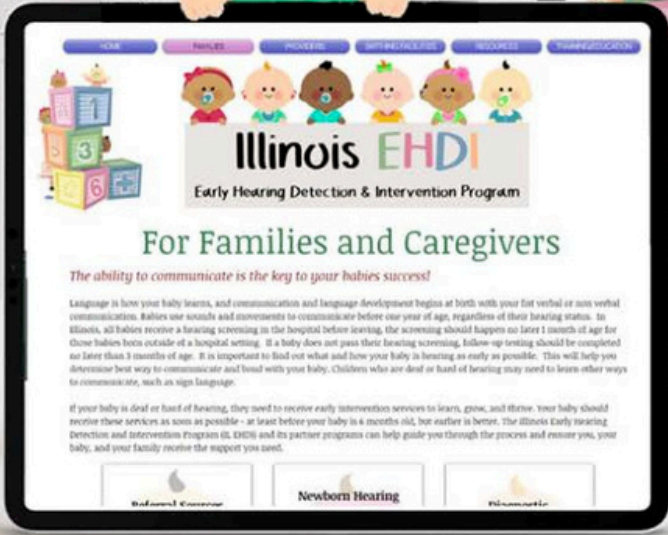 HOME FAMILIES PROVIDERS BIRTHING FACILITIES RESOURCES TRAINING/EDUCATION
1
3
6
Illinois EHDI
Early Hearing Detection & Intervention Program
For Families and Caregivers
The ability to communicate is the key to your babies success!
Language is how your baby learns, and communication and language development begins at birth with your fist verbal or non verbal
communication. Babies use sounds and movements to communicate before one year of age, regardless of their hearing status. In
Illinois, all babies receive a hearing screening in the hospital before leaving, the screening should happen no later 1 month of age for
those babies born outside of a hospital setting. If a baby does not pass their hearing screening, follow-up testing should be completed
no later than 3 months of age. It is important to find out what and how your baby is hearing as early as possible. This will help you
determine best way to communicate and bond with your baby. Children who are deaf or hard of hearing may need to learn other ways
to communicate, such as sign language.
If your baby is deaf or hard of hearing, they need to receive early intervention services to learn, grow, and thrive. Your baby should
receive these services as soon as possible - at least before your baby is 6 months old, but earlier is better. The Illinois Early Hearing
Detection and Intervention Program (IL EHDI) and its partner programs can help guide you through the process and ensure you, your
baby, and your family receive the support you need.
Referral Sources Newborn Hearing Diagnostic